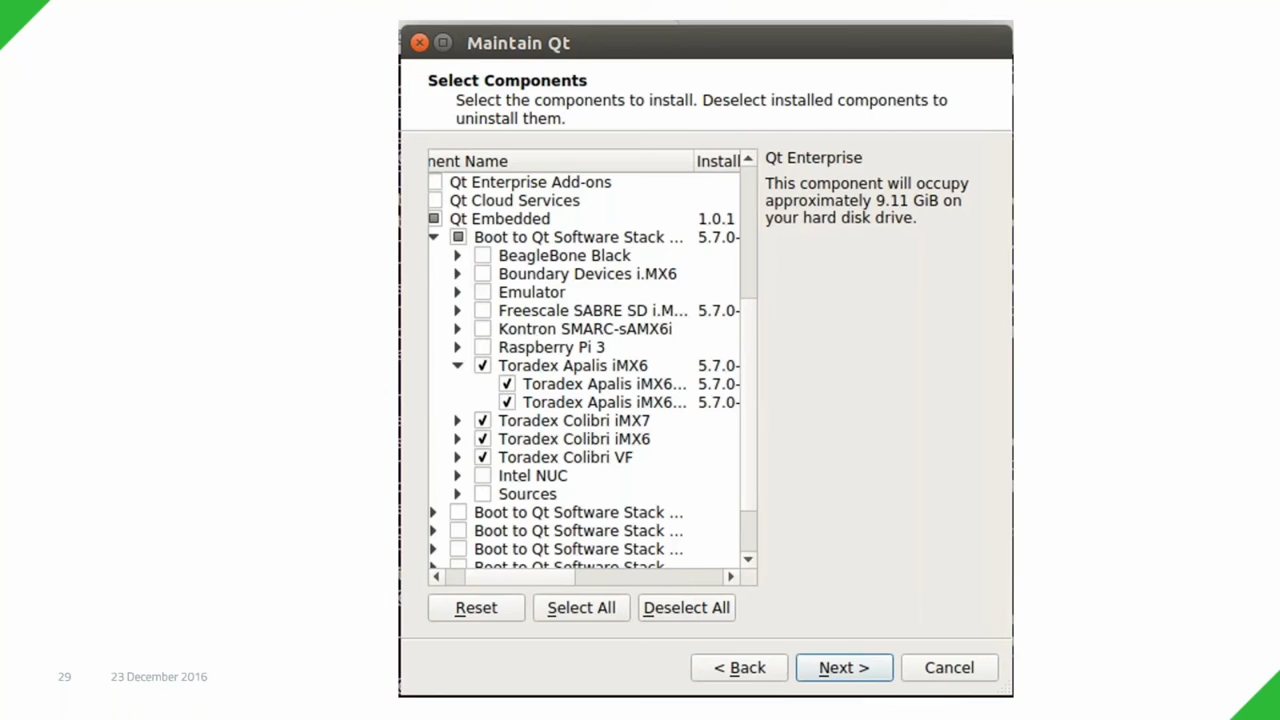 Maintain Qt
Select Components
Select the components to install. Deselect installed components to
uninstall them.
nent Name Install
Qt Enterprise Add-ons
Qt Cloud Services
Qt Embedded 1.0.1
Boot to Qt Software Stack ... 5.7.0-
BeagleBone Black
Boundary Devices i.MX6
Emulator
Freescale SABRE SD i.M... 5.7.0-
Kontron SMARC-sAMX6i
Raspberry Pi 3
Toradex Apalis iMX6 5.7.0-
Toradex Apalis iMX6... 5.7.0-
Toradex Apalis iMX6... 5.7.0-
Toradex Colibri iMX7
Toradex Colibri iMX6
Toradex Colibri VF
Intel NUC
Sources
Boot to Qt Software Stack ...
Boot to Qt Software Stack ...
Boot to Qt Software Stack ...
Boot to Qt Software Stack
Qt Enterprise
This component will occupy
approximately 9.11 GiB on
your hard disk drive.
Reset Select All Deselect All
< Back Next > Cancel
29 23 December 2016